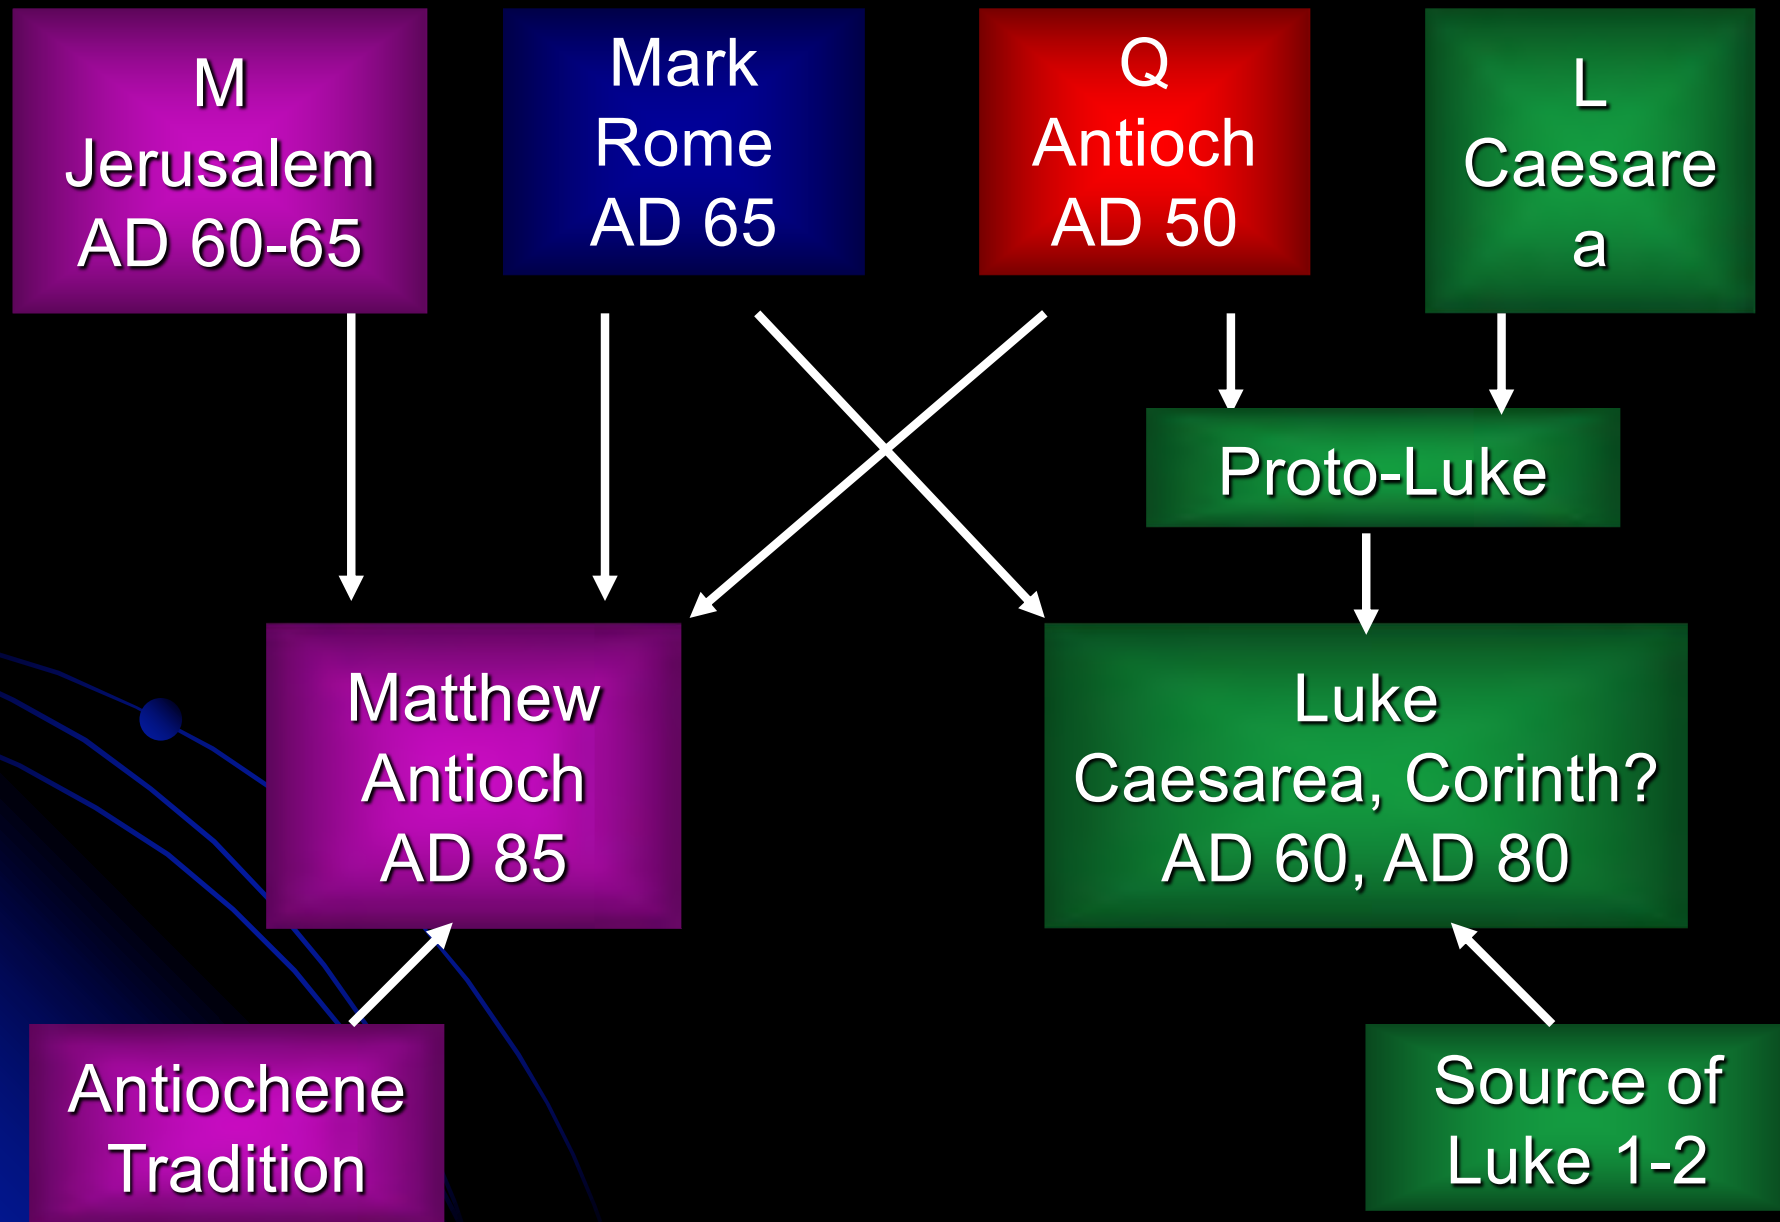 M
Jerusalem
AD 60-65
Mark
Rome
AD 65
Q
Antioch
AD 50
L
Caesare
a
Proto-Luke
Matthew
Antioch
AD 85
Luke
Caesarea, Corinth?
AD 60, AD 80
Antiochene
Tradition
Source of
Luke 1-2